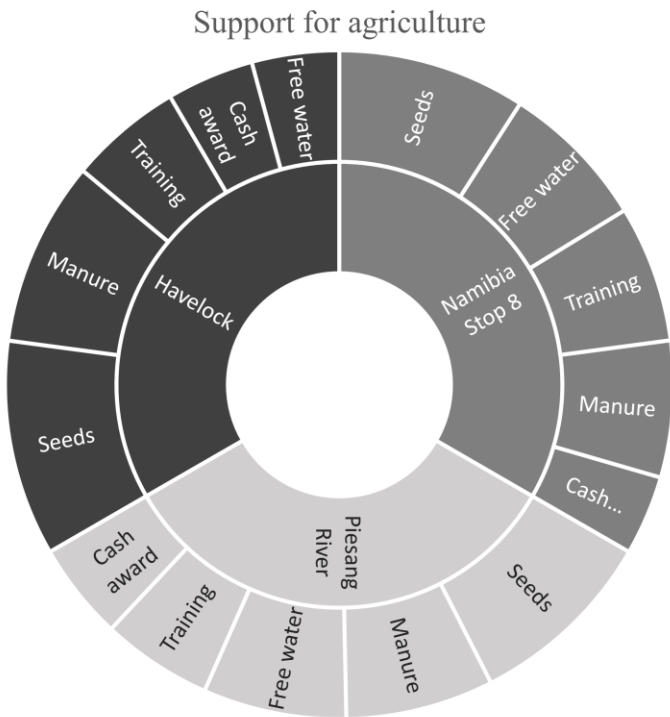 Support for agriculture
Seeds
Free water
Training
Manure
Cash...
Namibia
Stop 8
Seeds
Manure
Free water
Training
Cash
award
Piesang
River
Seeds
Manure
Training
Cash
award
Free water
Havelock